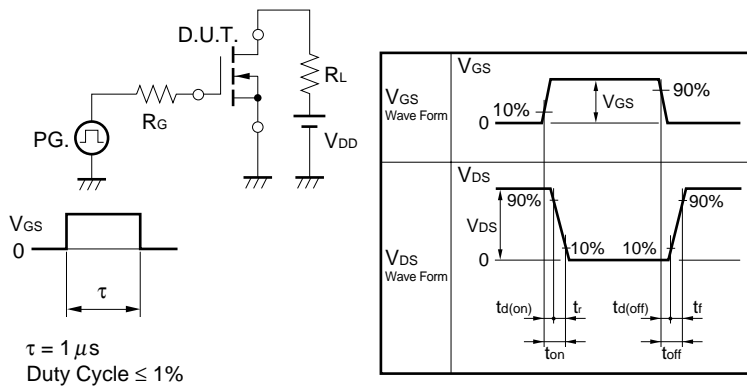 D.U.T.
RL
RG
PG.
VDD
VGS
0
τ
τ = 1 μs
Duty Cycle ≤ 1%
VGS
Wave Form
VGS
10%
VGS
90%
0
VDS
Wave Form
VDS
90%
VDS
10%
10%
90%
0
td(on)
tr
td(off)
tf
ton
toff